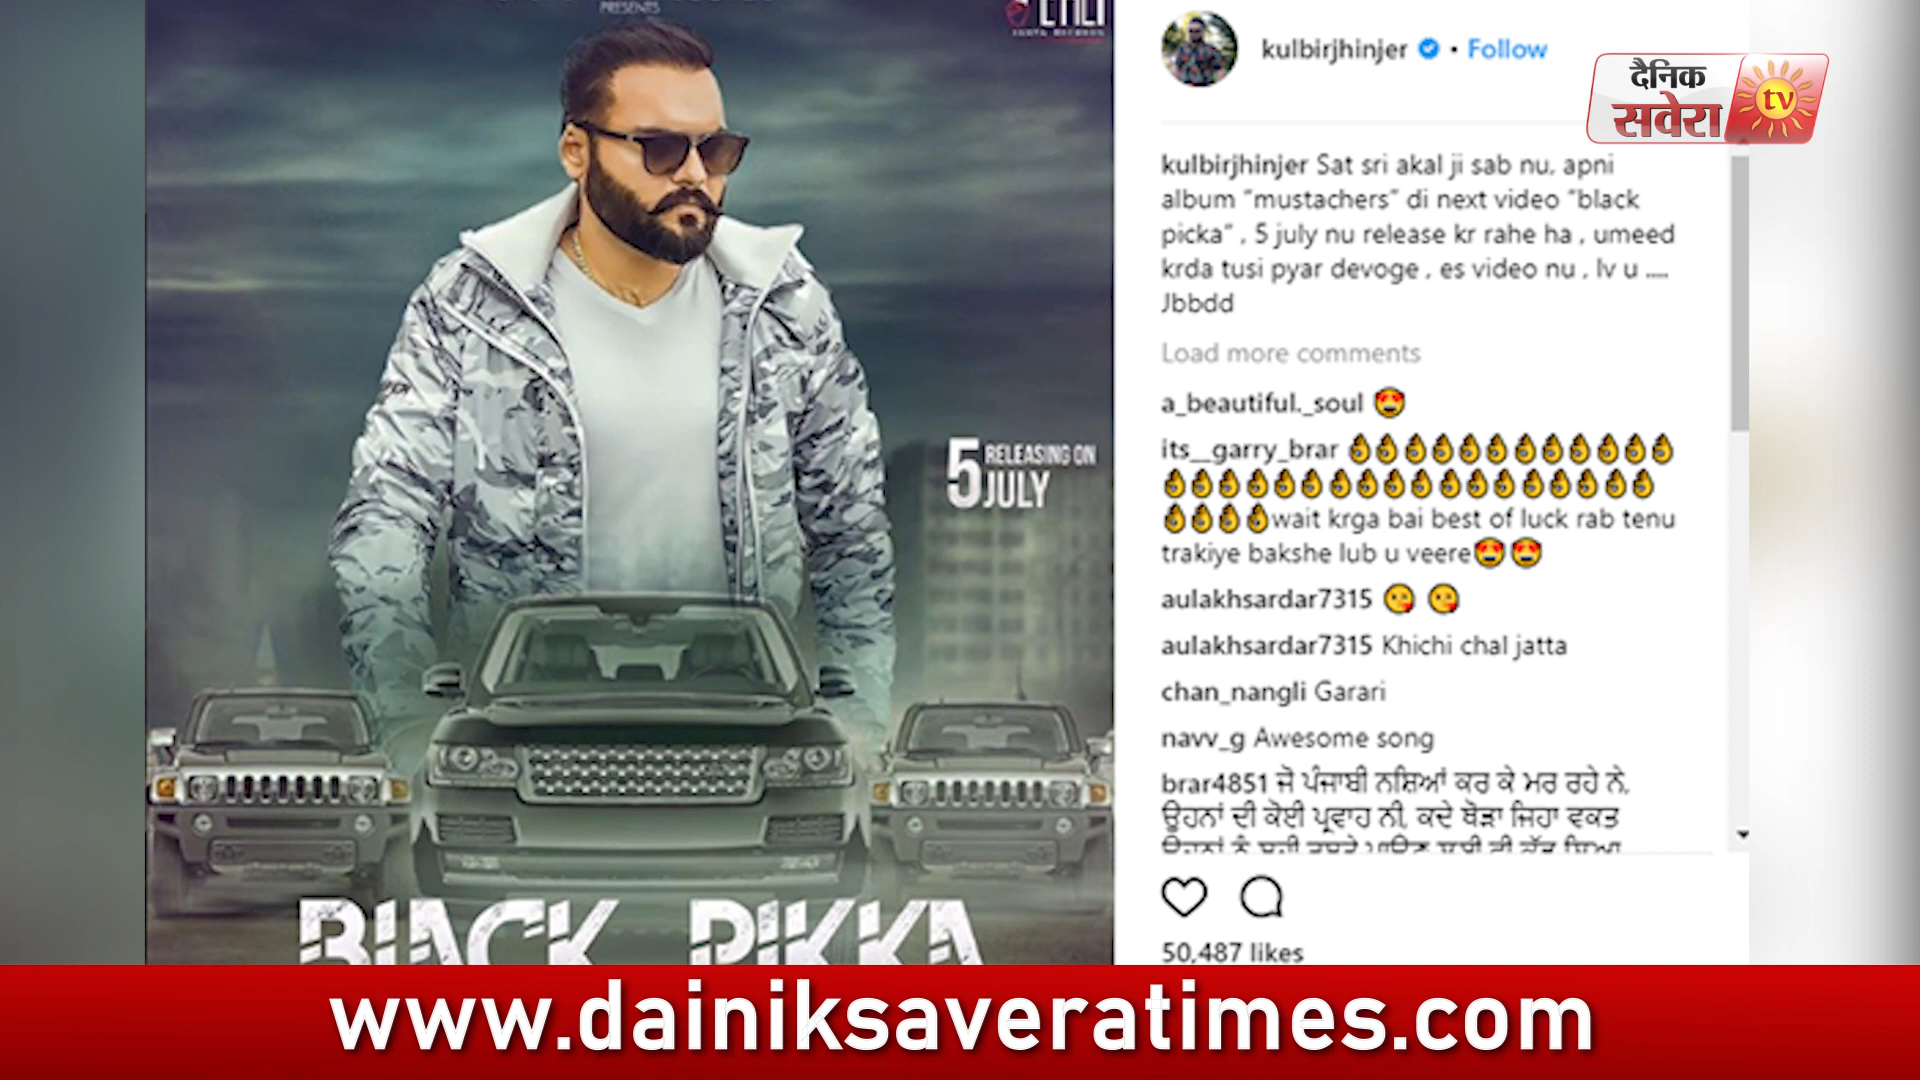 PRESENTS
kulbirjhinjer • Follow
दैनिक
सवेरा tv
kulbirjhinjer Sat sri akal ji sab nu, apni
album "mustachers" di next video "black
picka" , 5 july nu release kr rahe ha , umeed
krda tusi pyar devoge , es video nu , lv u ....
Jbbdd
Load more comments
a_beautiful._soul 😍
its__garry_brar 👌👌👌👌👌👌👌👌👌👌👌👌
👌👌👌👌👌👌👌👌👌👌👌👌👌👌👌👌👌👌
👌👌👌👌wait krga bai best of luck rab tenu
trakiye bakshe lub u veere😍😍
aulakhsardar7315 😘 😘
aulakhsardar7315 Khichi chal jatta
chan_nangli Garari
navv_g Awesome song
brar4851 ਜੋ ਪੰਜਾਬੀ ਨਸ਼ਿਆਂ ਕਰ ਕੇ ਮਰ ਰਹੇ ਨੇ,
ਉਹਨਾਂ ਦੀ ਕੋਈ ਪ੍ਰਵਾਹ ਨੀ, ਕਦੇ ਥੋੜਾ ਜਿਹਾ ਵਕਤ
50,487 likes
5 RELEASING ON
JULY
BLACK PIKKA
www.dainiksaveratimes.com